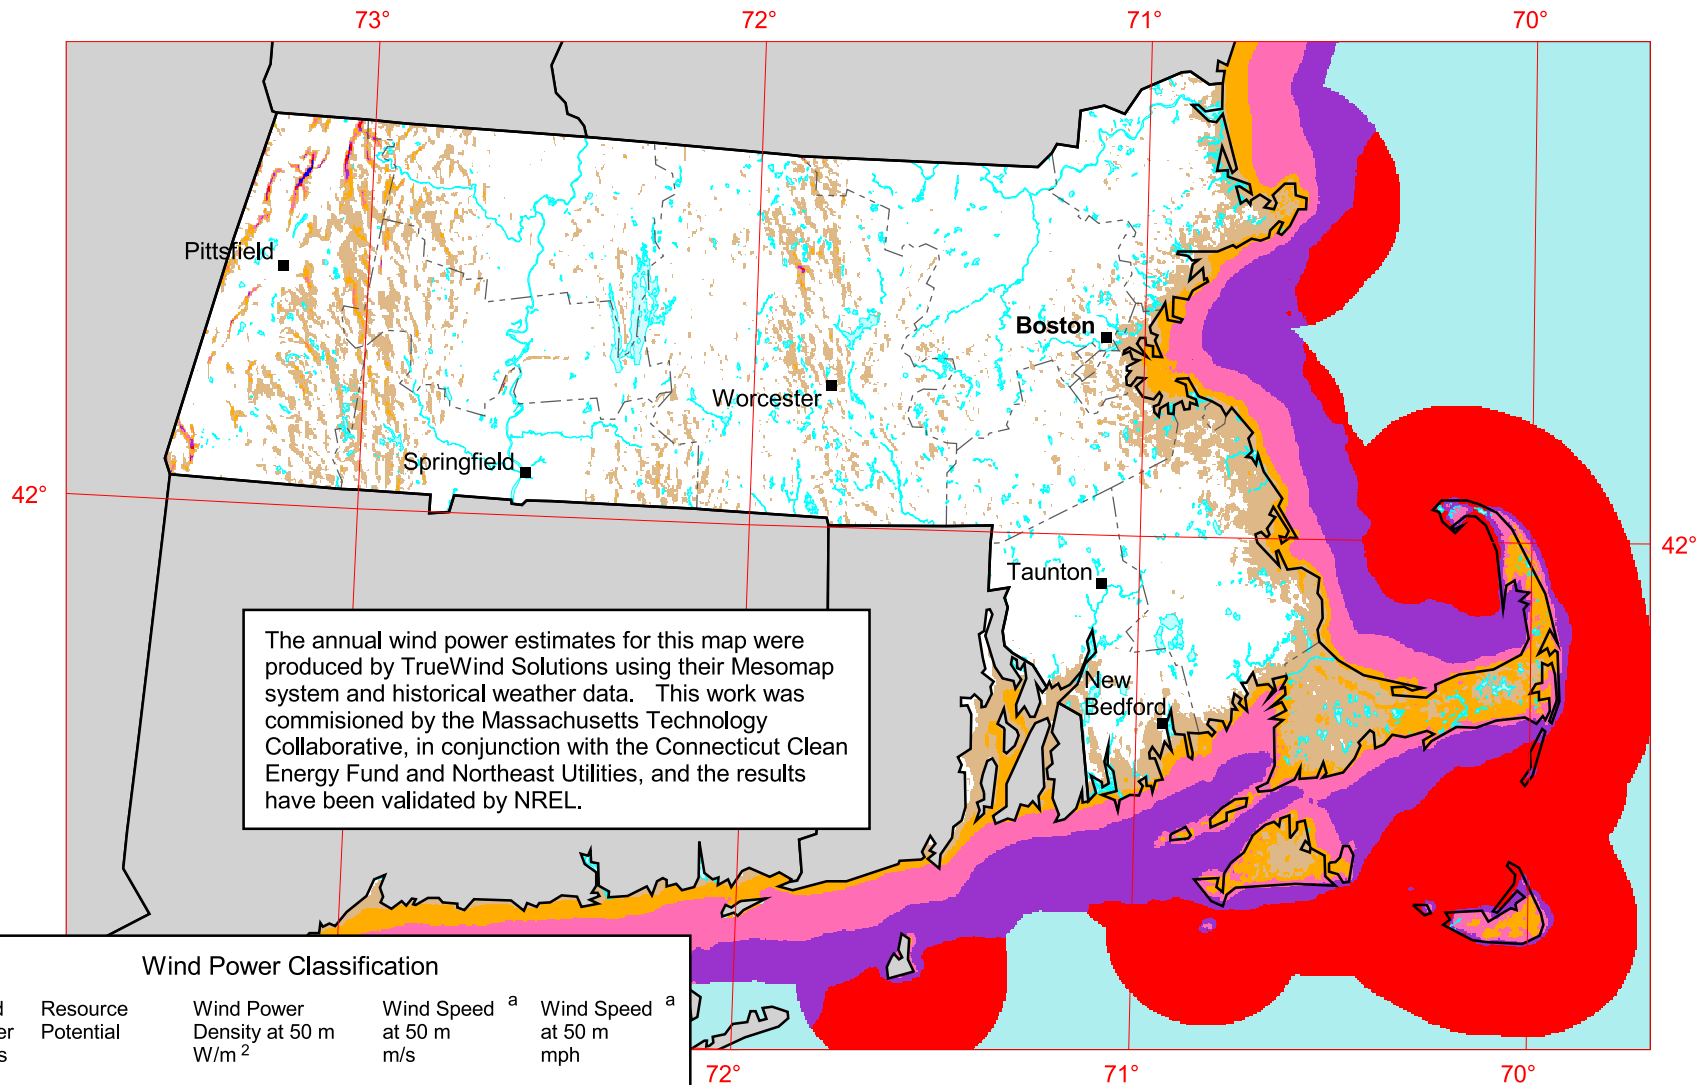 73°
72°
71°
70°
Pittsfield
Boston
Worcester
Springfield
42°
42°
Taunton
New
Bedford
The annual wind power estimates for this map were
produced by TrueWind Solutions using their Mesomap
system and historical weather data. This work was
commisioned by the Massachusetts Technology
Collaborative, in conjunction with the Connecticut Clean
Energy Fund and Northeast Utilities, and the results
have been validated by NREL.
Wind Power Classification
Resource
Potential
Wind Power
Density at 50 m
W/m 2
Wind Speed a
at 50 m
m/s
Wind Speed a
at 50 m
mph
72°
71°
70°